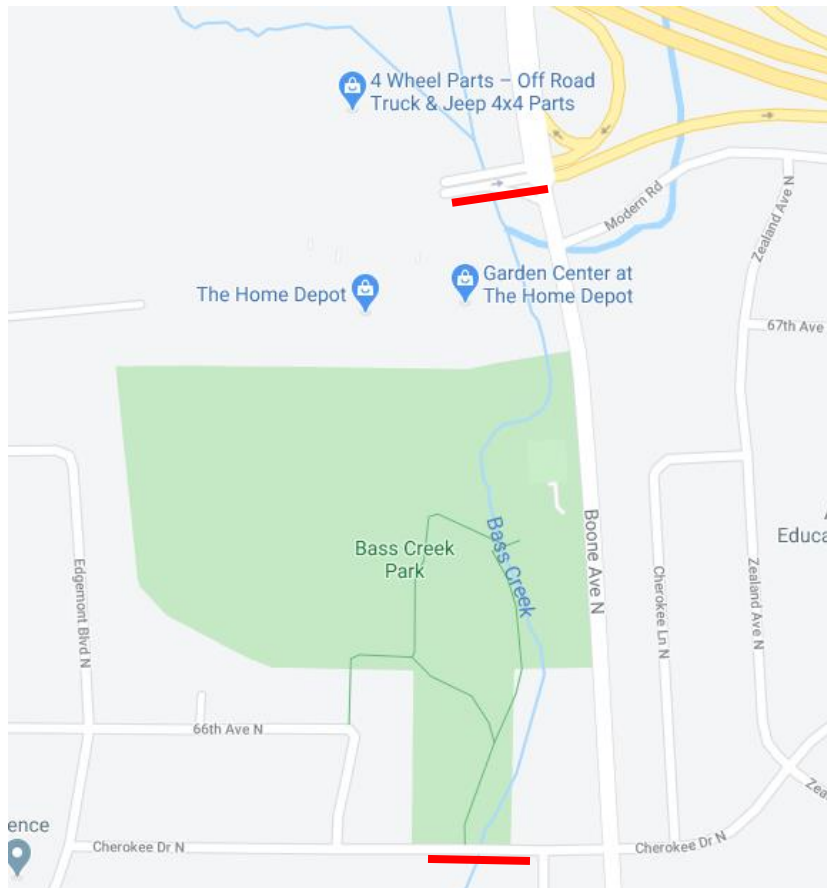 4 Wheel Parts – Off Road
Truck & Jeep 4x4 Parts
Modern Rd
Zealand Ave N
The Home Depot
Garden Center at
The Home Depot
67th Ave
Bass Creek
Boone Ave N
Educa
Bass Creek
Park
Edgemont Blvd N
Cherokee Ln N
Zealand Ave N
66th Ave N
Zea
ence
Cherokee Dr N
Cherokee Dr N